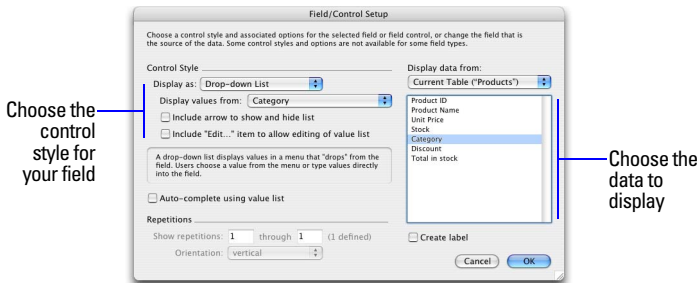 Field/Control Setup
Choose a control style and associated options for the selected field or field control, or change the field that is
the source of the data. Some control styles and options are not available for some field types.
Control Style
Display as: Drop-down List
Display values from: Category
Include arrow to show and hide list
Include "Edit..." item to allow editing of value list
A drop-down list displays values in a menu that "drops" from the
field. Users choose a value from the menu or type values directly
into the field.
Auto-complete using value list
Repetitions
Show repetitions: 1 through 1 (1 defined)
Orientation: vertical
Display data from:
Current Table ("Products")
Product ID
Product Name
Unit Price
Stock
Category
Discount
Total in stock
Create label
Cancel
OK
Choose the
control
style for
your field
Choose the
data to
display